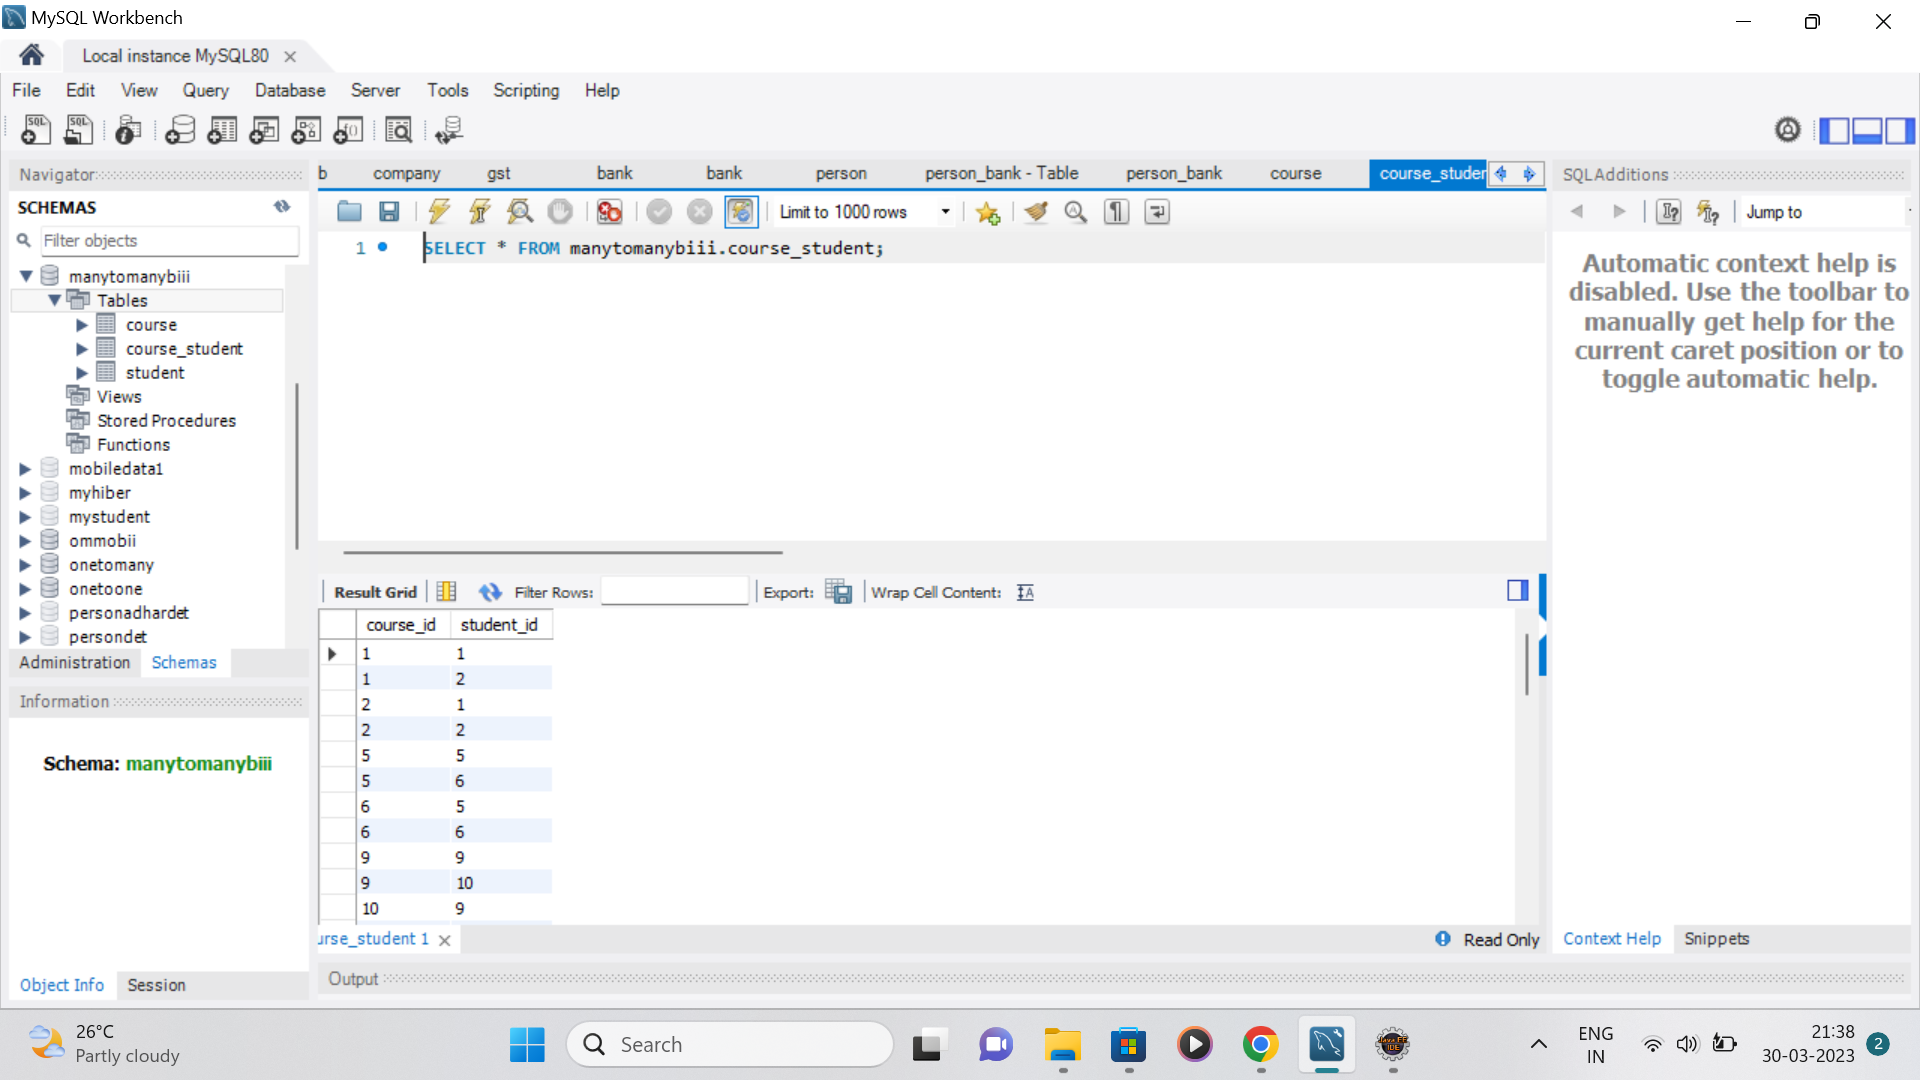 MySQL Workbench
Local instance MySQL80
File Edit View Query Database Server Tools Scripting Help
Navigator
SCHEMAS
Filter objects
manytomanybiii
Tables
course
course_student
student
Views
Stored Procedures
Functions
mobiledata1
myhiber
mystudent
ommobii
onetomany
onetoone
personadhardet
persondet
Administration Schemas
Information
Schema: manytomanybiii
Object Info Session
b company gst bank bank person person_bank - Table person_bank course course_studer
Limit to 1000 rows
1 SELECT * FROM manytomanybiii.course_student;
Result Grid Filter Rows: Export: Wrap Cell Content:
course_id student_id
1 1
1 2
2 1
2 2
5 5
5 6
6 5
6 6
9 9
9 10
10 9
urse_student 1
Read Only
Output
SQLAdditions
Jump to
Automatic context help is
disabled. Use the toolbar to
manually get help for the
current caret position or to
toggle automatic help.
Context Help Snippets
26°C
Partly cloudy
Search
ENG
IN
21:38
30-03-2023
2